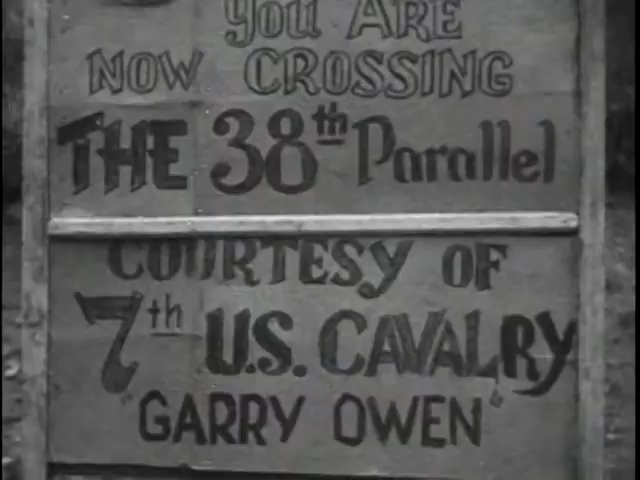 You ARE
NOW CROSSING
THE 38th Parallel
COURTESY OF
7th U.S. CAVALRY
"GARRY OWEN"